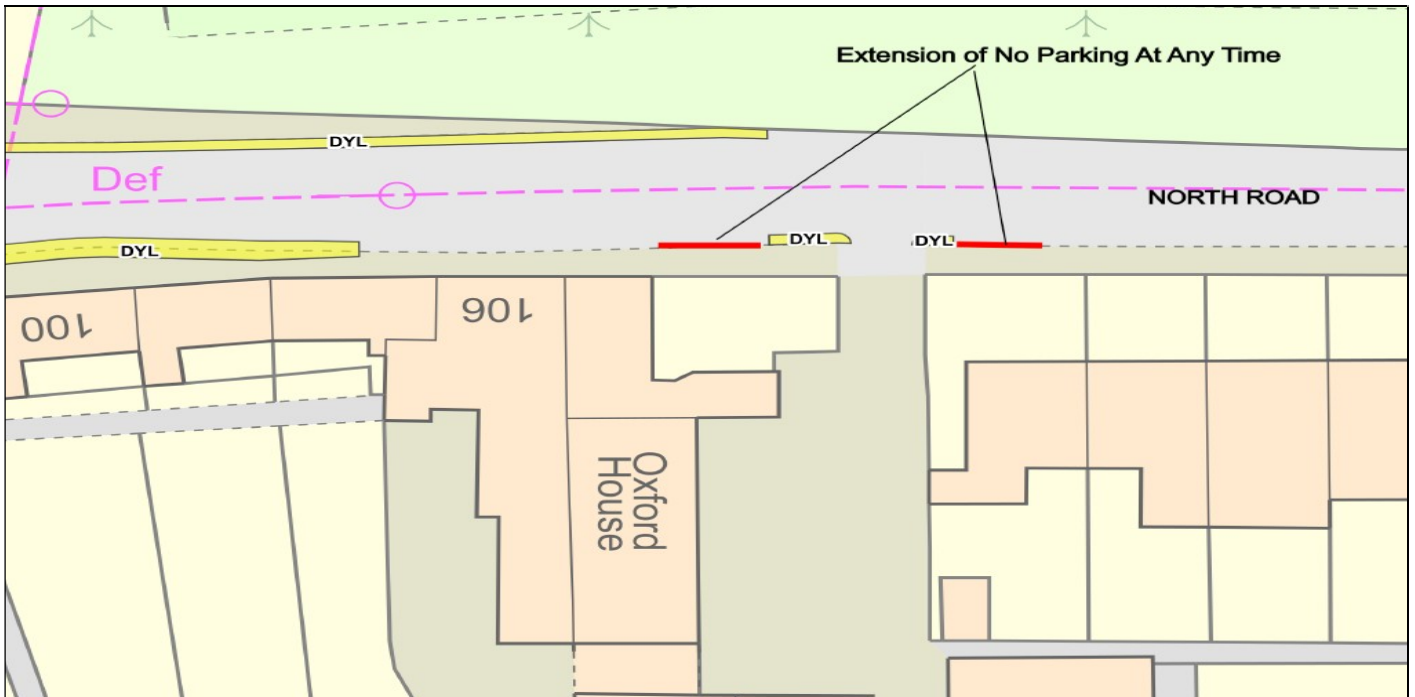 Extension of No Parking At Any Time
DYL
Def
NORTH ROAD
DYL
DYL
DYL
100
106
Oxford
House